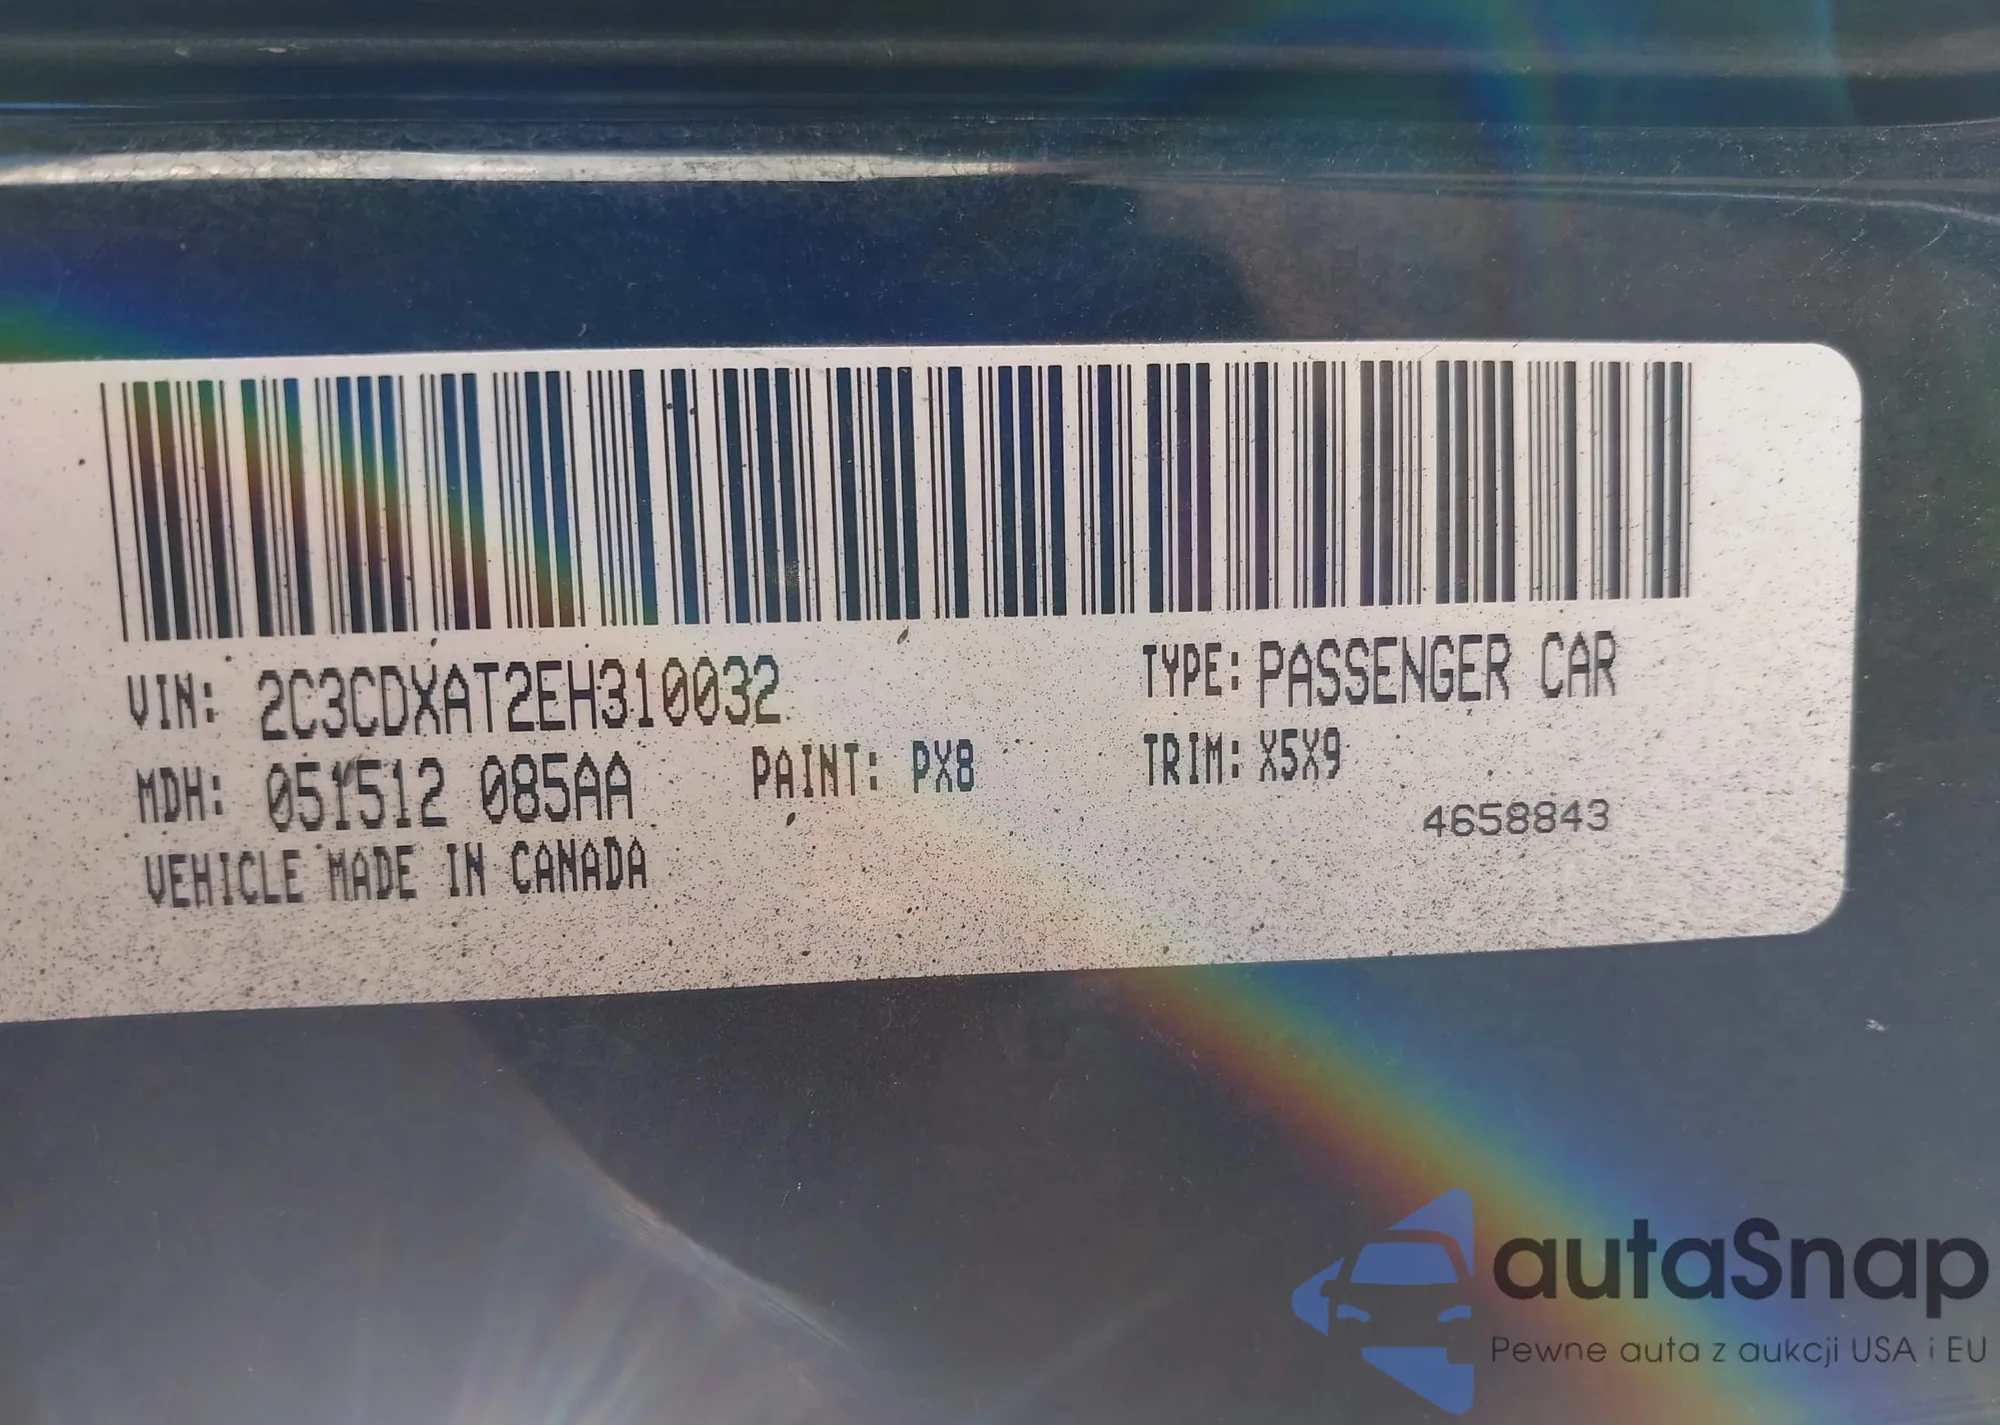 VIN: 2C3CDXAT2EH310032
TYPE: PASSENGER CAR
MDH: 051512 085AA
PAINT: PX8
TRIM: X5X9
VEHICLE MADE IN CANADA
4658843
autaSnap
Pewne auta z aukcji USA i EU